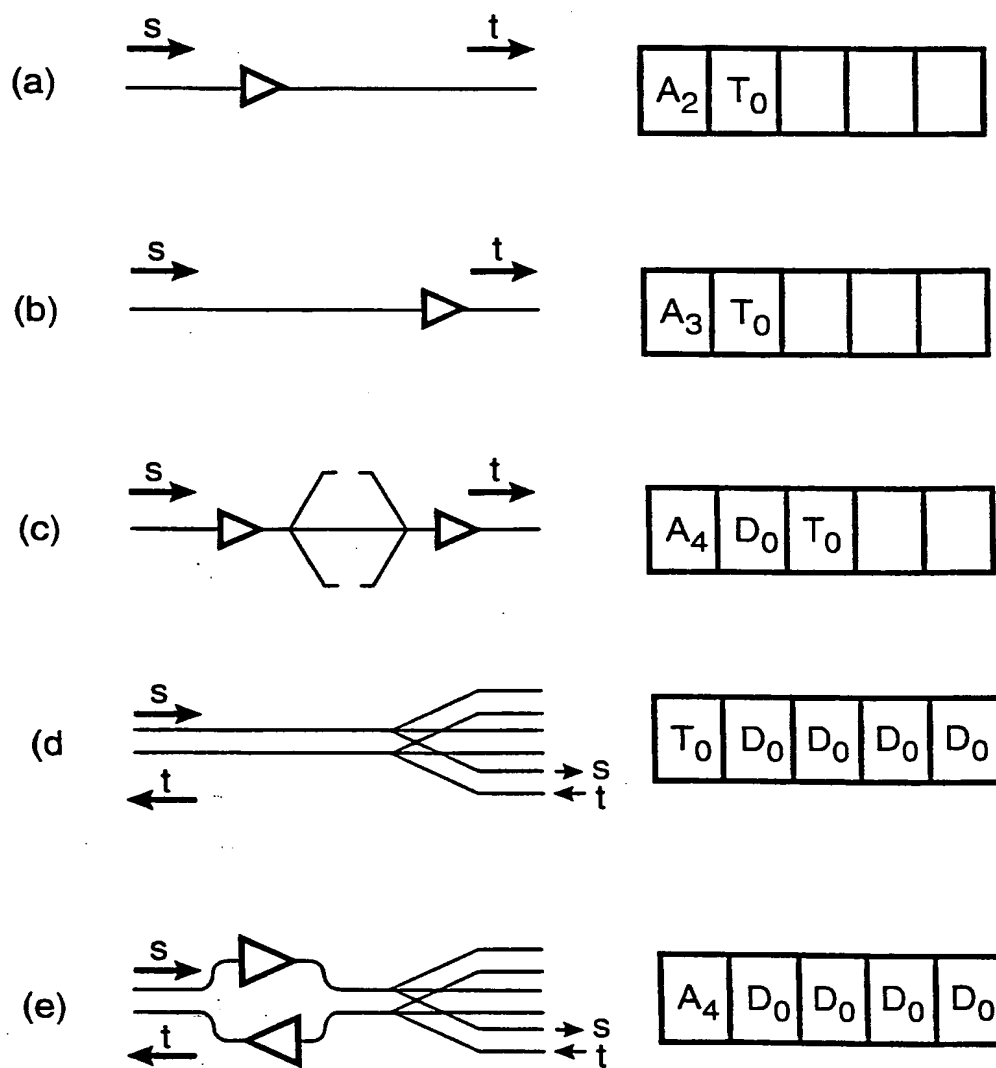 s t
(a) A2 T0
s t
(b) A3 T0
s t
(c) A4 D0 T0
s
(d T0 D0 D0 D0 D0
s
t t
s
(e) A4 D0 D0 D0 D0
s
t t